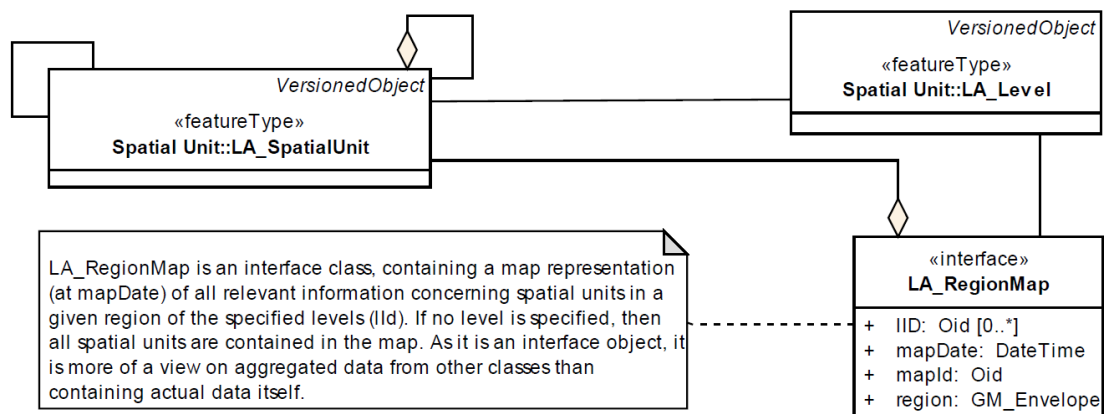 VersionedObject
«featureType»
Spatial Unit::LA_SpatialUnit
VersionedObject
«featureType»
Spatial Unit::LA_Level
LA_RegionMap is an interface class, containing a map representation
(at mapDate) of all relevant information concerning spatial units in a
given region of the specified levels (lId). If no level is specified, then
all spatial units are contained in the map. As it is an interface object, it
is more of a view on aggregated data from other classes than
containing actual data itself.
«interface»
LA_RegionMap
+ lID: Oid [0..*]
+ mapDate: DateTime
+ mapId: Oid
+ region: GM_Envelope